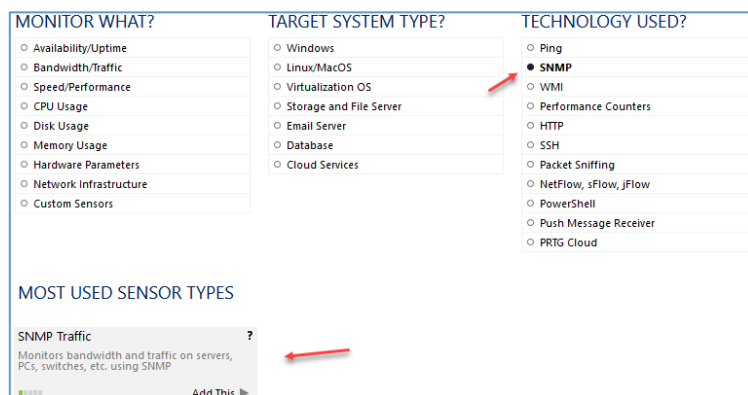 MONITOR WHAT?
Availability/Uptime
Bandwidth/Traffic
Speed/Performance
CPU Usage
Disk Usage
Memory Usage
Hardware Parameters
Network Infrastructure
Custom Sensors
TARGET SYSTEM TYPE?
Windows
Linux/MacOS
Virtualization OS
Storage and File Server
Email Server
Database
Cloud Services
TECHNOLOGY USED?
Ping
SNMP
WMI
Performance Counters
HTTP
SSH
Packet Sniffing
NetFlow, sFlow, jFlow
PowerShell
Push Message Receiver
PRTG Cloud
MOST USED SENSOR TYPES
SNMP Traffic ?
Monitors bandwidth and traffic on servers,
PCs, switches, etc. using SNMP
Add This